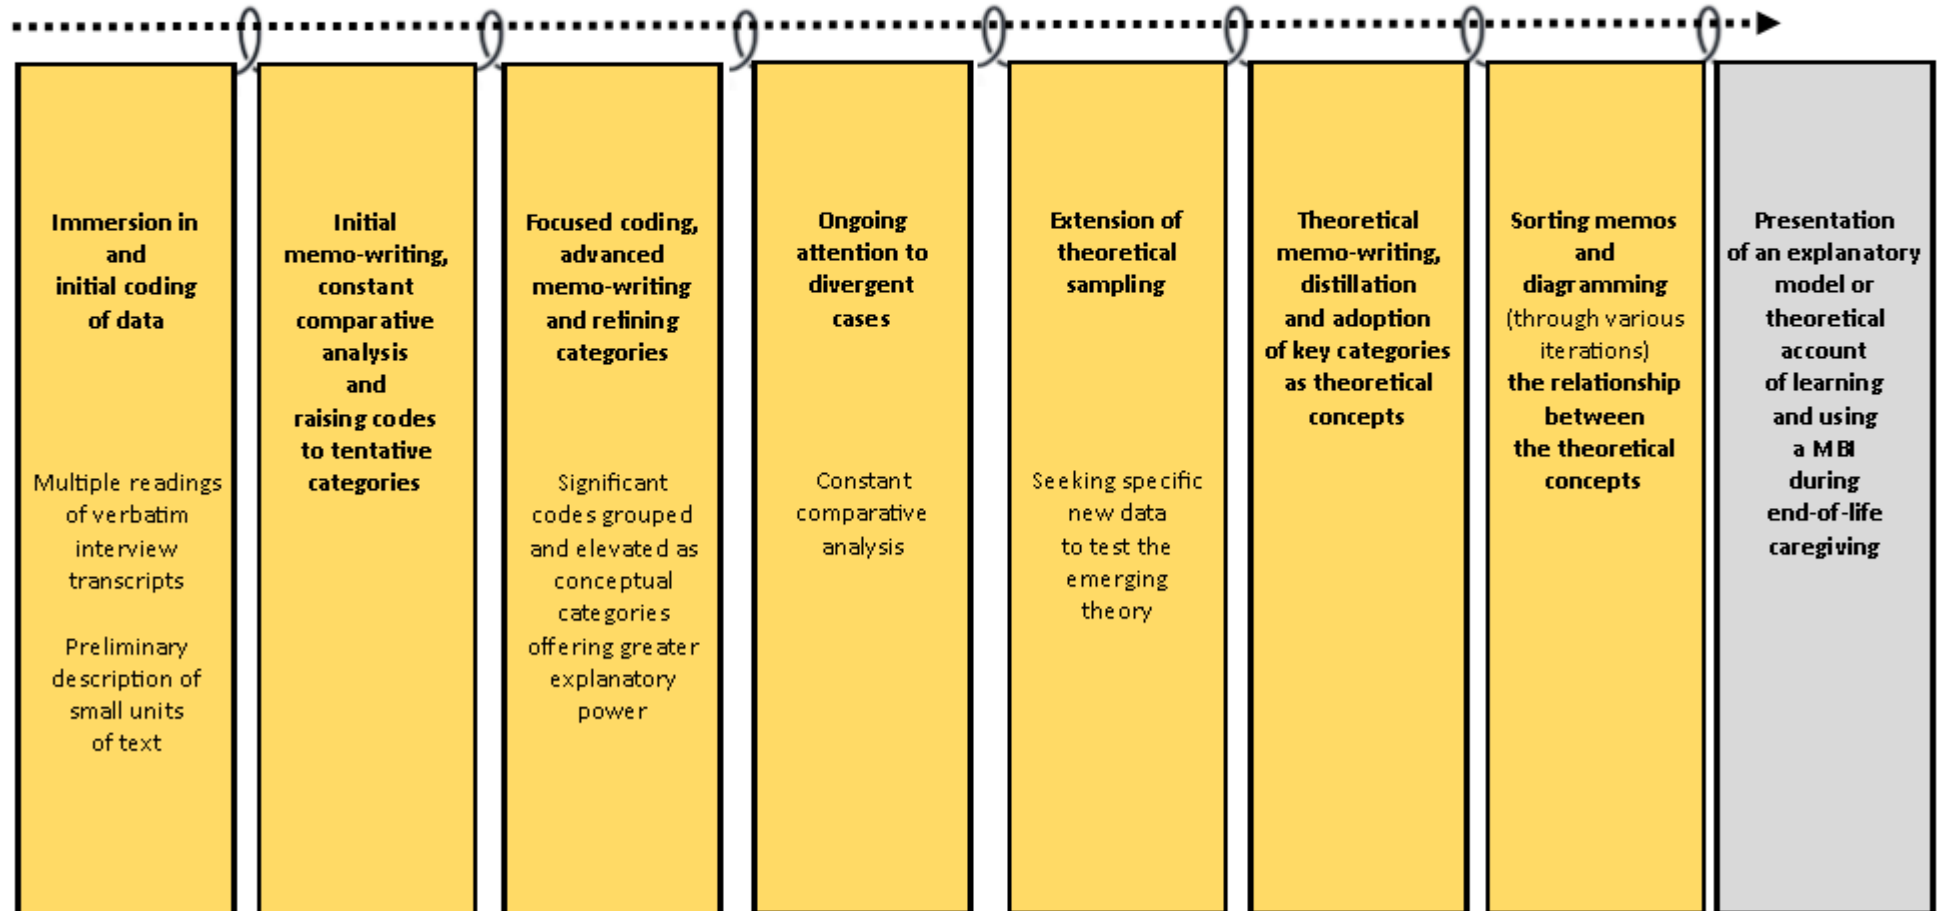 Immersion in
and
initial coding
of data
Multiple readings
of verbatim
interview
transcripts
Preliminary
description of
small units
of text
Initial
memo-writing,
constant
comparative
analysis
and
raising codes
to tentative
categories
Focused coding,
advanced
memo-writing
and refining
categories
Significant
codes grouped
and elevated as
conceptual
categories
offering greater
explanatory
power
Ongoing
attention to
divergent
cases
Constant
comparative
analysis
Extension of
theoretical
sampling
Seeking specific
new data
to test the
emerging
theory
Theoretical
memo-writing,
distillation
and adoption
of key categories
as theoretical
concepts
Sorting memos
and
diagramming
(through various
iterations)
the relationship
between
the theoretical
concepts
Presentation
of an explanatory
model or
theoretical
account
of learning
and using
a MBI
during
end-of-life
caregiving